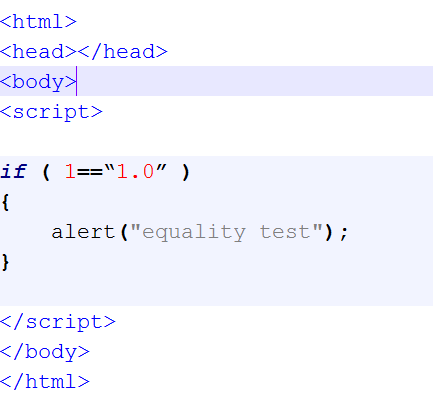 <html>
<head></head>
<body>
<script>
if ( 1==“1.0” )
{
    alert("equality test");
}
</script>
</body>
</html>